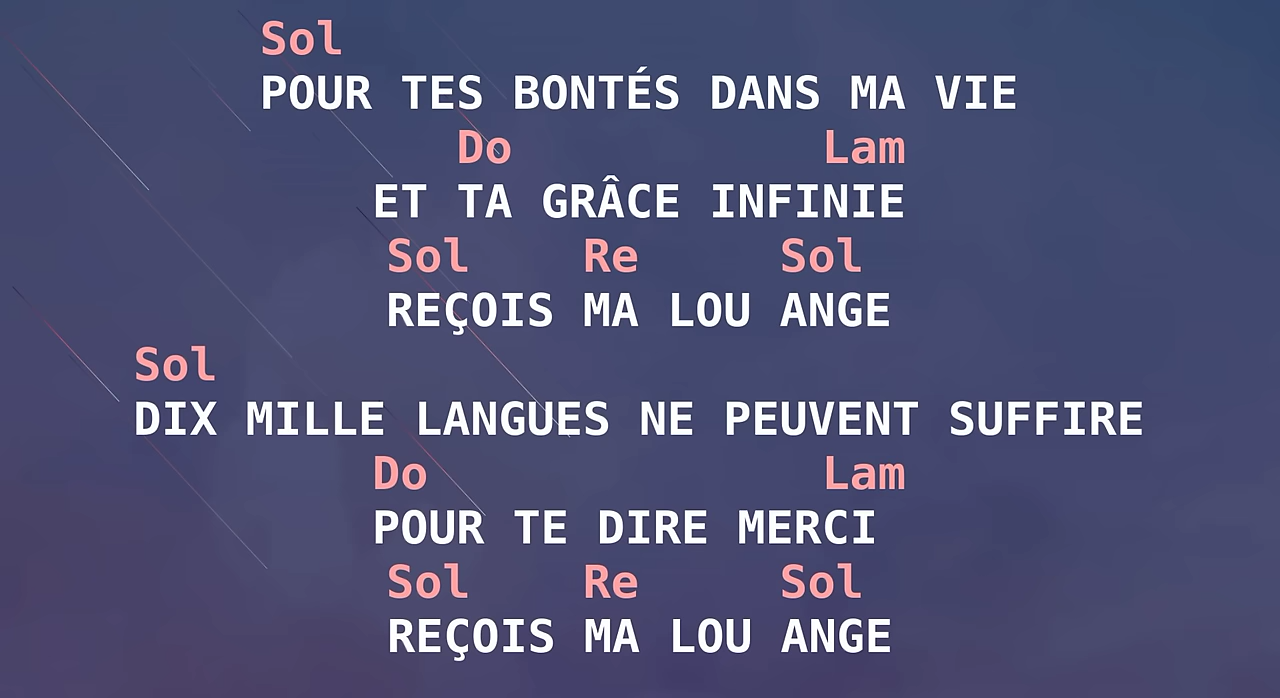 Sol
POUR TES BONTÉS DANS MA VIE
Do Lam
ET TA GRÂCE INFINIE
Sol Re Sol
REÇOIS MA LOU ANGE
Sol
DIX MILLE LANGUES NE PEUVENT SUFFIRE
Do Lam
POUR TE DIRE MERCI
Sol Re Sol
REÇOIS MA LOU ANGE